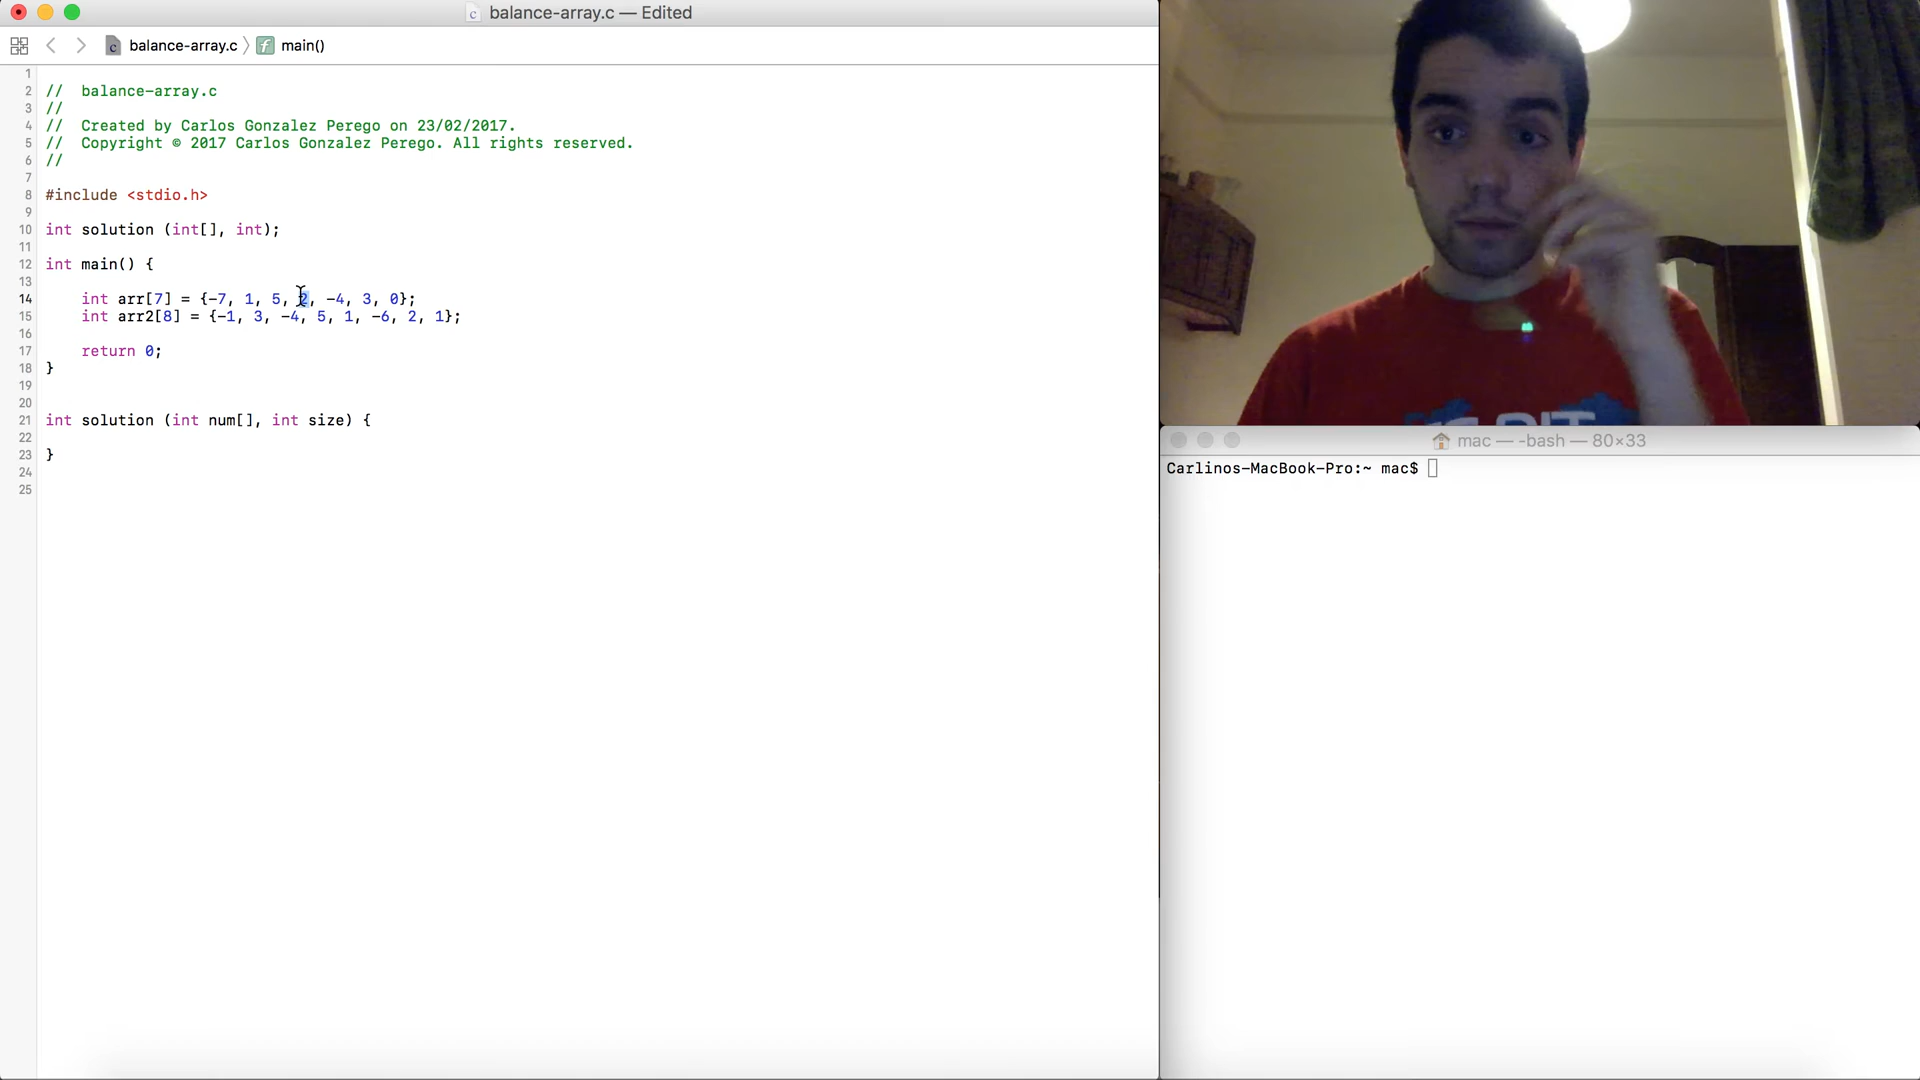 balance-array.c — Edited
balance-array.c main()
1
2 // balance-array.c
3 //
4 // Created by Carlos Gonzalez Perego on 23/02/2017.
5 // Copyright © 2017 Carlos Gonzalez Perego. All rights reserved.
6 //
7
8 #include <stdio.h>
9
10 int solution (int[], int);
11
12 int main() {
13
14 int arr[7] = {-7, 1, 5, 2, -4, 3, 0};
15 int arr2[8] = {-1, 3, -4, 5, 1, -6, 2, 1};
16
17 return 0;
18 }
19
20
21 int solution (int num[], int size) {
22
23 }
24
25
mac — -bash — 80×33
Carlinos-MacBook-Pro:~ mac$